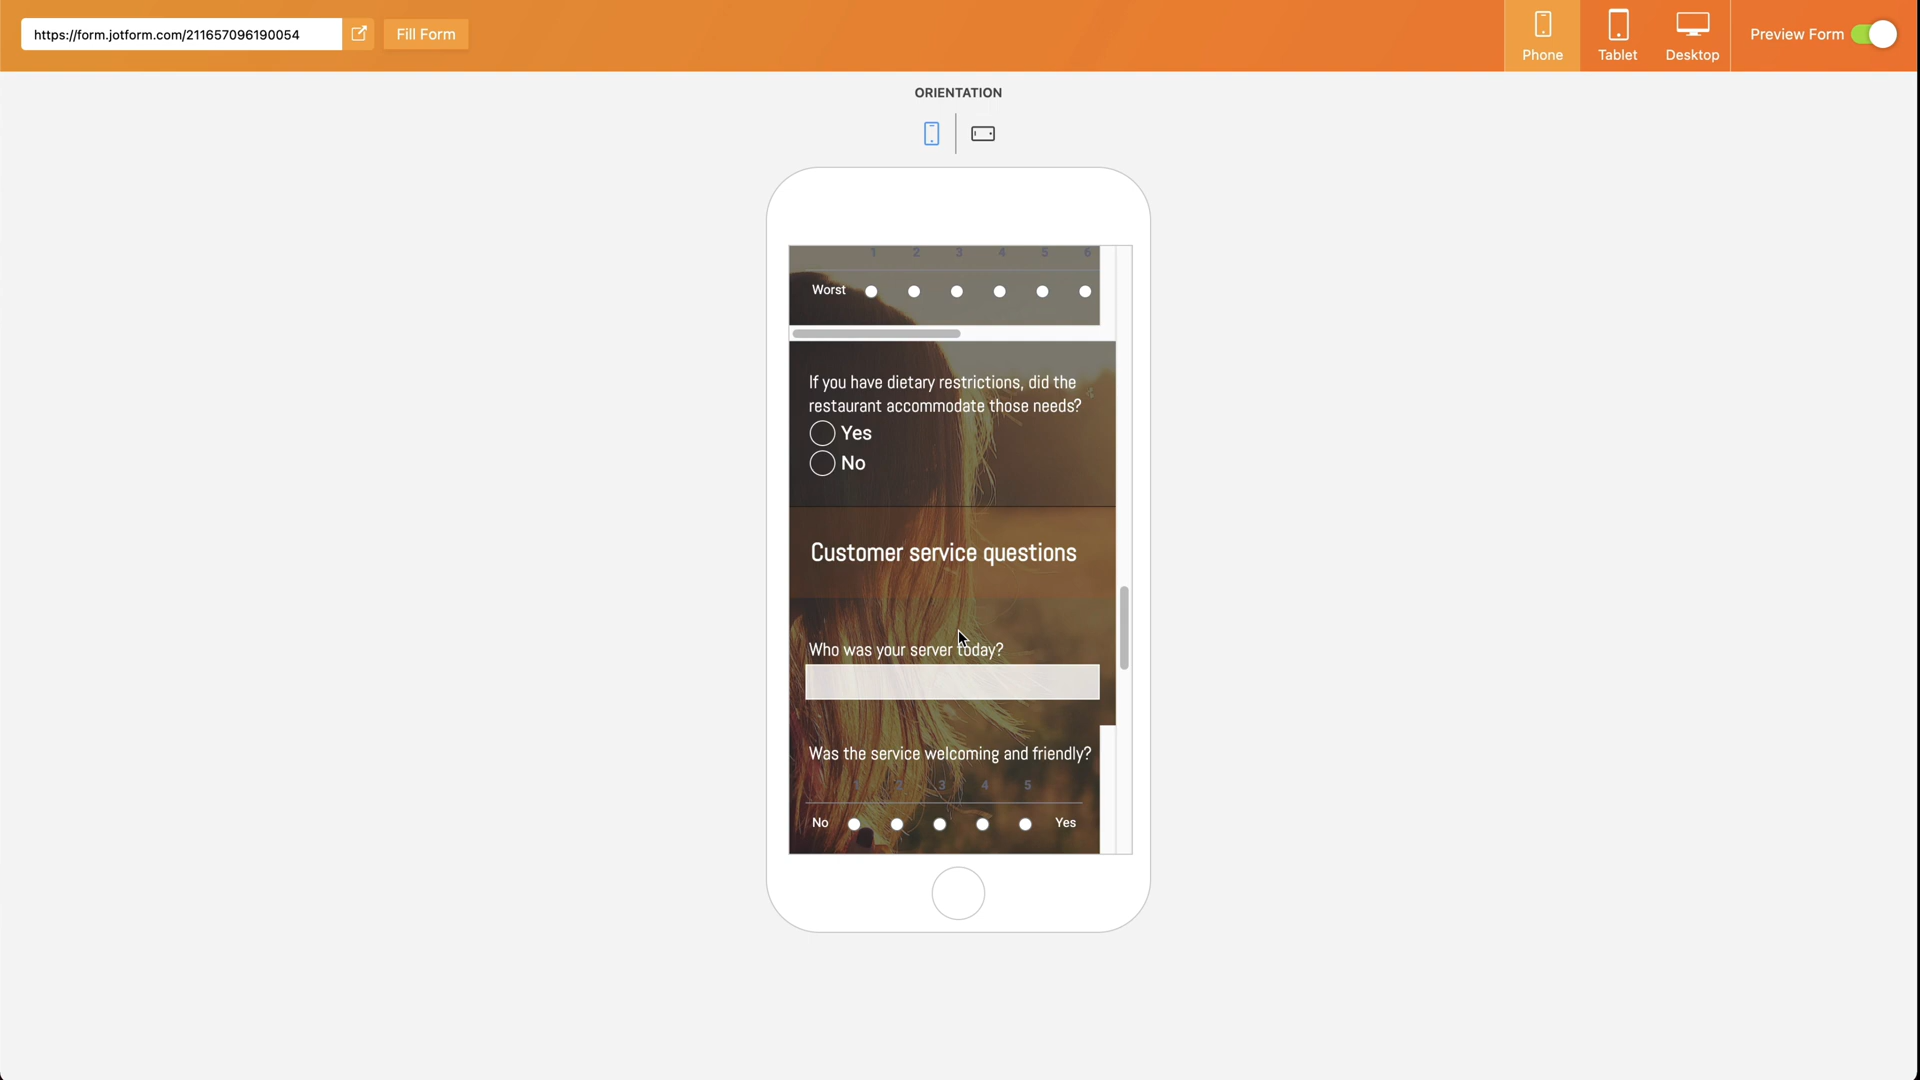 https://form.jotform.com/211657096190054
Fill Form
Phone
Tablet
Desktop
Preview Form
ORIENTATION
1 2 3 4 5 6
Worst
If you have dietary restrictions, did the
restaurant accommodate those needs?
Yes
No
Customer service questions
Who was your server today?
Was the service welcoming and friendly?
1 2 3 4 5
No Yes